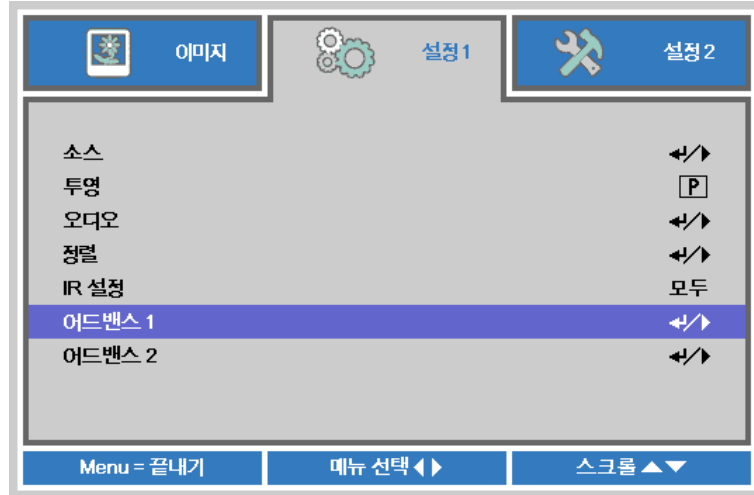 이미지 설정 1 설정 2
소스
투영 P
오디오
정렬
IR 설정 모두
어드밴스 1
어드밴스 2
Menu = 끝내기 메뉴 선택 ◀ ▶ 스크롤 ▲▼